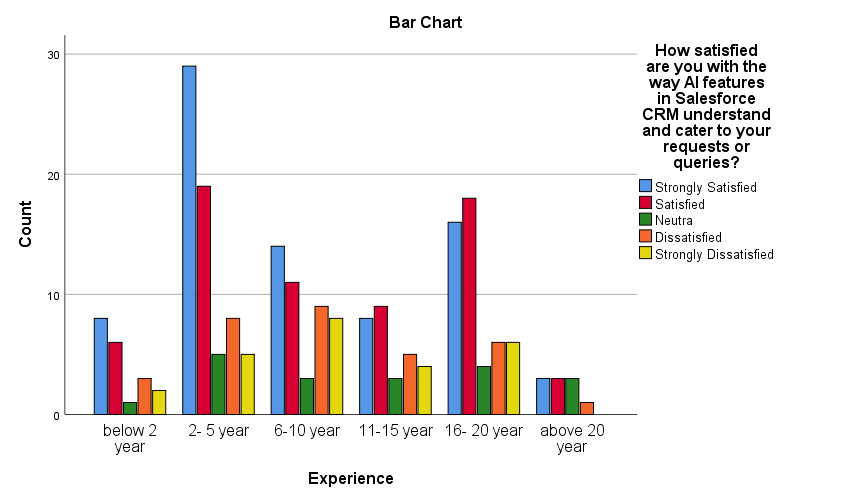 Bar Chart
30
20
10
0
Count
below 2
year
2- 5 year
6-10 year
11-15 year
16- 20 year
above 20
year
Experience
How satisfied
are you with the
way AI features
in Salesforce
CRM understand
and cater to your
requests or
queries?
Strongly Satisfied
Satisfied
Neutra
Dissatisfied
Strongly Dissatisfied